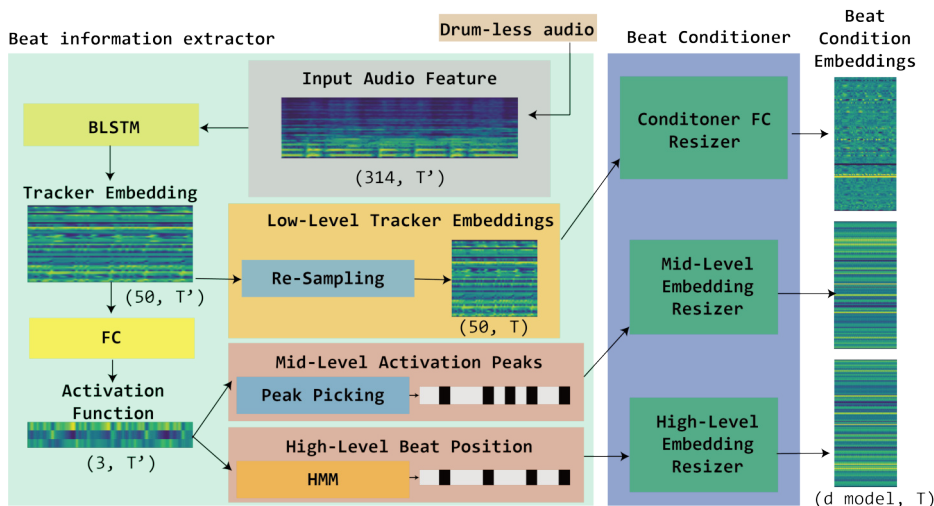 Drum-less audio
Beat information extractor
Input Audio Feature
(314, T’)
BLSTM
Tracker Embedding
(50, T’)
FC
Activation
Function
(3, T’)
Low-Level Tracker Embeddings
Re-Sampling
(50, T)
Mid-Level Activation Peaks
Peak Picking
High-Level Beat Position
HMM
Beat Conditioner
Conditoner FC
Resizer
Mid-Level
Embedding
Resizer
High-Level
Embedding
Resizer
Beat
Condition
Embeddings
(d model, T)